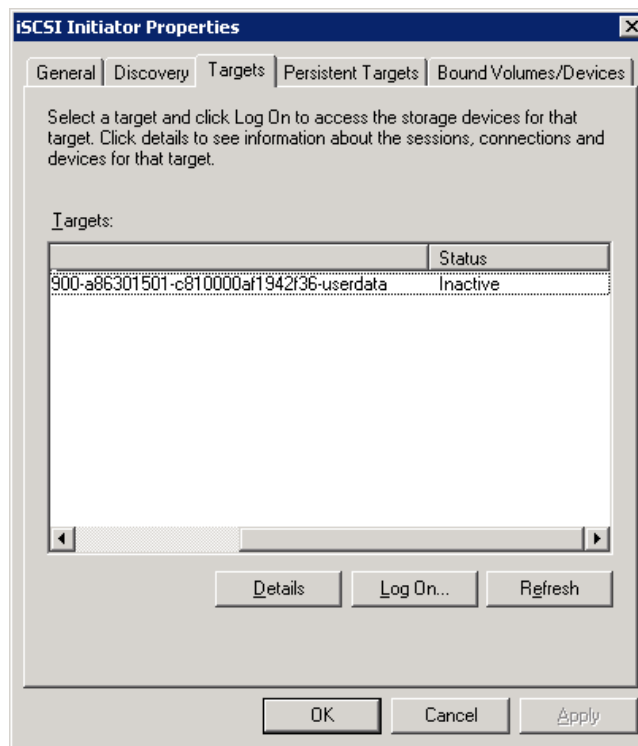 iSCSI Initiator Properties
General Discovery Targets Persistent Targets Bound Volumes/Devices
Select a target and click Log On to access the storage devices for that
target. Click details to see information about the sessions, connections and
devices for that target.
Targets:
Status
900-a86301501-c810000af1942f36-userdata Inactive
Details Log On... Refresh
OK Cancel Apply